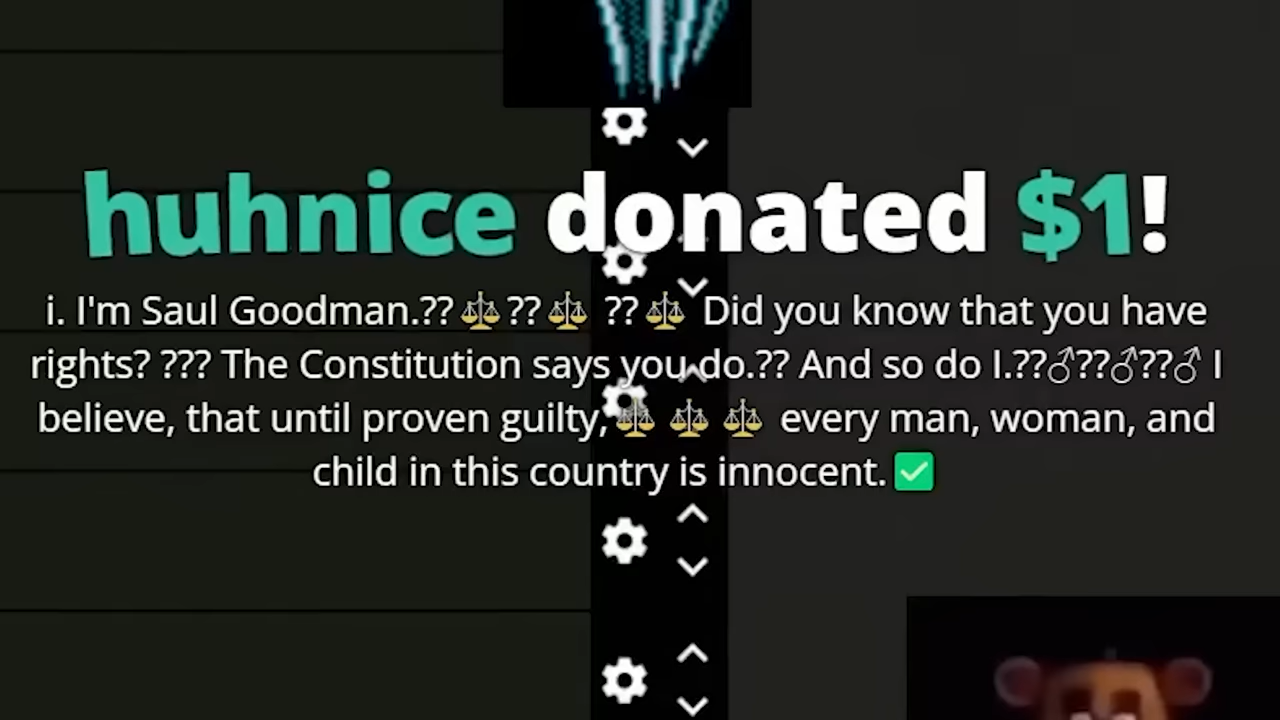 huhnice donated $1!
i. I'm Saul Goodman.??⚖️??⚖️ ??⚖️ Did you know that you have
rights? ??? The Constitution says you do.?? And so do I.??♂??♂??♂ I
believe, that until proven guilty,⚖️ ⚖️ ⚖️ every man, woman, and
child in this country is innocent.✅